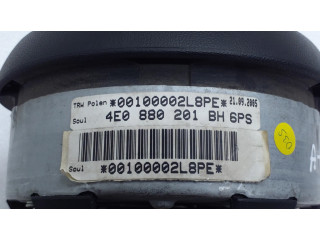 TRW Polen *00100002L8PE* 21.09.2005
Soul 4E0 880 201 BH 6PS
Soul *00100002L8PE*